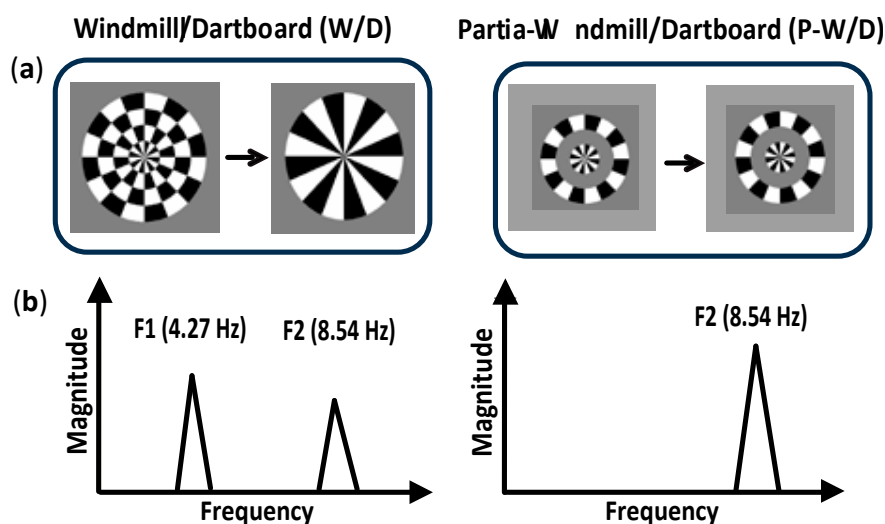 Windmill/Dartboard (W/D)
Partia-W ndmill/Dartboard (P-W/D)
(a)
(b)
F1 (4.27 Hz)
F2 (8.54 Hz)
Magnitude
Frequency
F2 (8.54 Hz)
Magnitude
Frequency